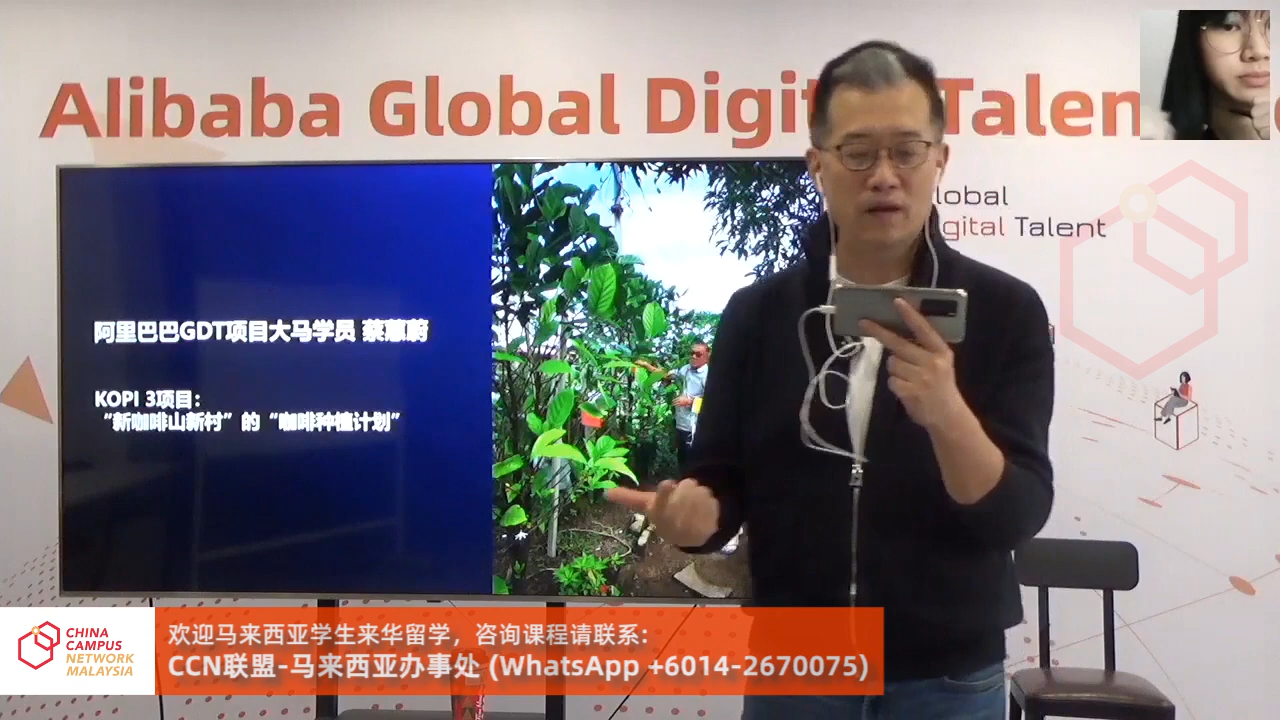 Alibaba Global Digital Talent
lobal
igital Talent
阿里巴巴GDT项目大马学员 蔡蕙蔚
KOPI 3项目：
“新咖啡山新村”的“咖啡种植计划”
CHINA
CAMPUS
NETWORK
MALAYSIA
欢迎马来西亚学生来华留学，咨询课程请联系：
CCN联盟-马来西亚办事处 (WhatsApp +6014-2670075)